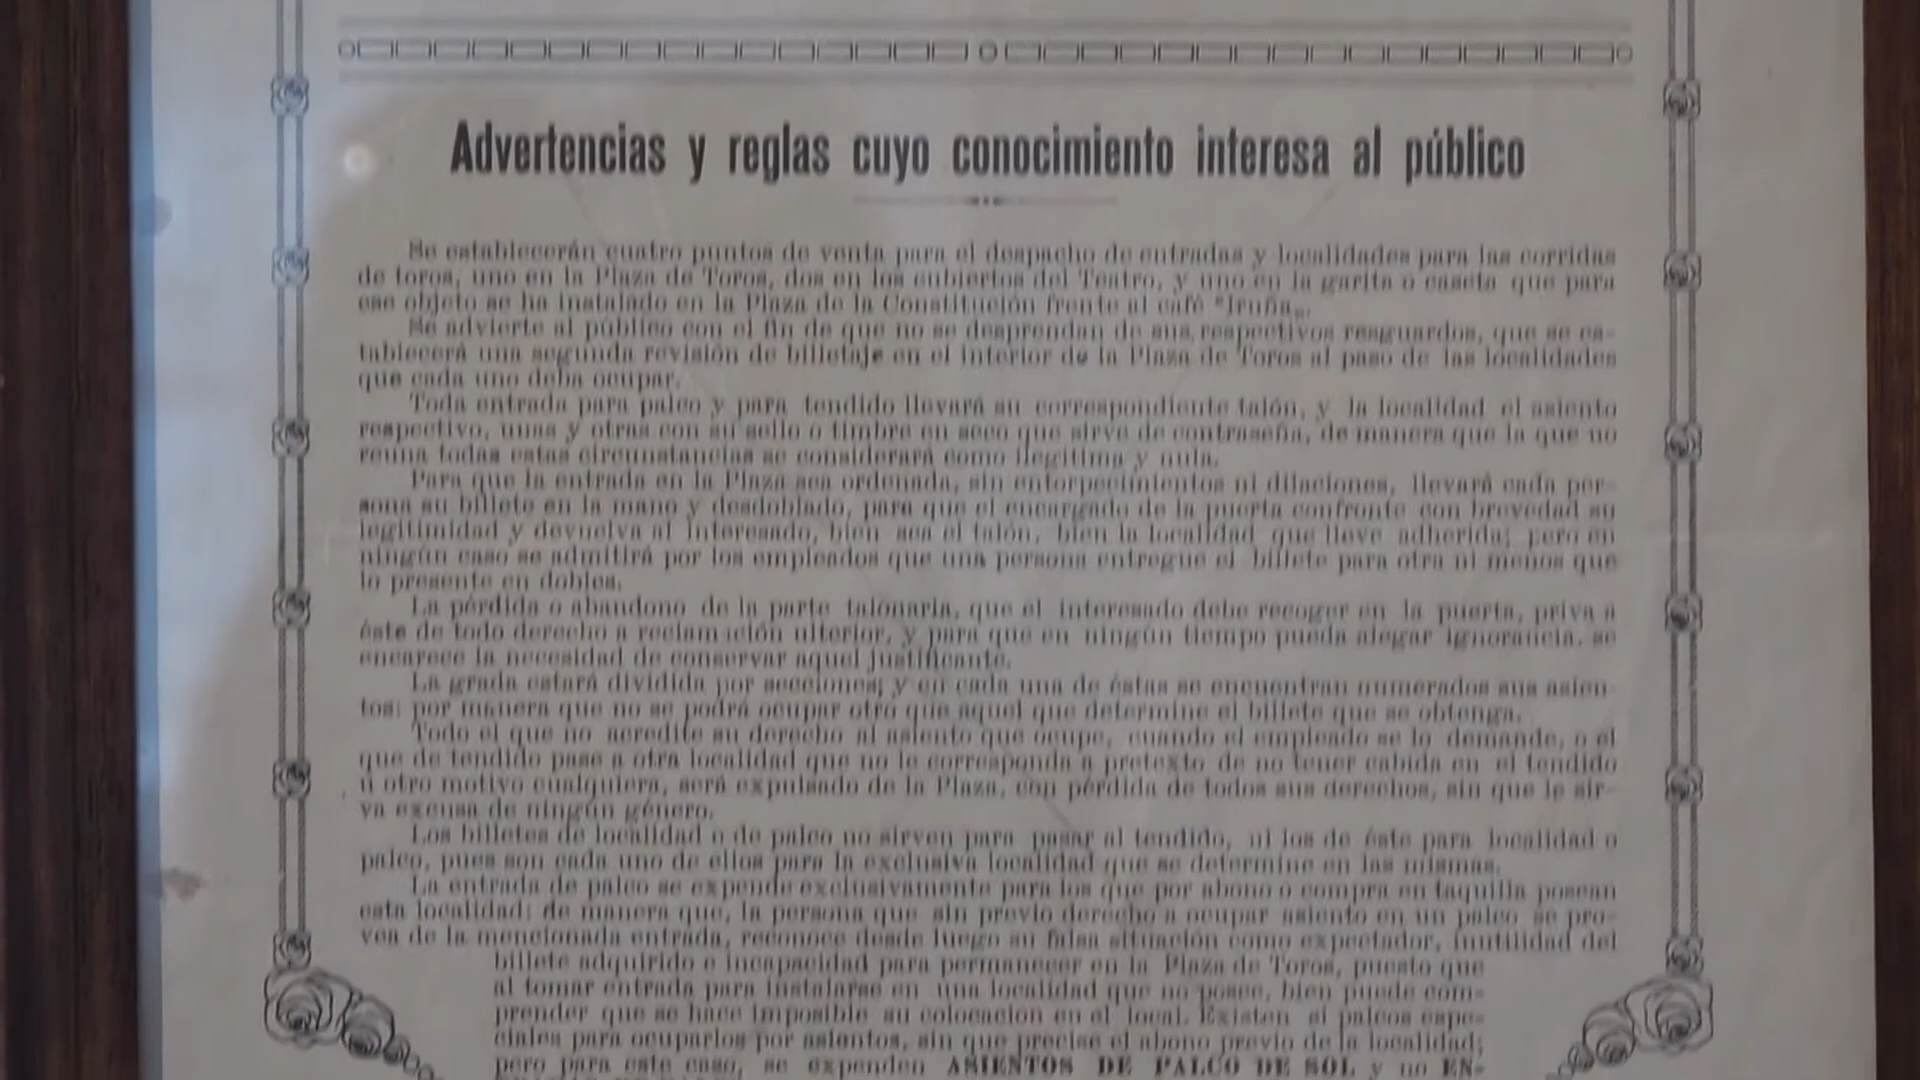 Advertencias y reglas cuyo conocimiento interesa al público
Se establecerán cuatro puntos de venta para el despacho de entradas y localidades para las corridas
de toros, uno en la Plaza de Toros, dos en los cubiertos del Teatro, y uno en la garita o caseta que para
ese objeto se ha instalado en la Plaza de la Constitución frente al café "Iruña„.
Se advierte al público con el fin de que no se desprendan de sus respectivos resguardos, que se es-
tablecerá una segunda revisión de billetaje en el interior de la Plaza de Toros al paso de las localidades
que cada uno deba ocupar.
Toda entrada para palco y para tendido llevará su correspondiente talón, y la localidad el asiento
respectivo, unas y otras con su sello o timbre en seco que sirve de contraseña, de manera que la que no
reuna todas estas circunstancias se considerará como ilegítima y nula.
Para que la entrada en la Plaza sea ordenada, sin entorpecimientos ni dilaciones, llevará cada per-
sona su billete en la mano y desdoblado, para que el encargado de la puerta confronte con brevedad su
legitimidad y devuelva al interesado, bien sea el talón, bien la localidad que lleve adherida; pero en
ningún caso se admitirá por los empleados que una persona entregue el billete para otra ni menos que
lo presente en dobles.
La pérdida o abandono de la parte talonaria, que el interesado debe recoger en la puerta, priva a
éste de todo derecho a reclamación ulterior, y para que en ningún tiempo pueda alegar ignorancia, se
encarece la necesidad de conservar aquel justificante.
La grada estará dividida por secciones; y en cada una de éstas se encuentran numerados sus asien-
tos: por manera que no se podrá ocupar otro que aquel que determine el billete que se obtenga.
Todo el que no acredite su derecho al asiento que ocupe, cuando el empleado se lo demande, o el
que de tendido pase a otra localidad que no le corresponda a pretexto de no tener cabida en el tendido
u otro motivo cualquiera, será expulsado de la Plaza, con pérdida de todos sus derechos, sin que le sir-
va excusa de ningún género.
Los billetes de localidad o de palco no sirven para pasar al tendido, ni los de éste para localidad o
palco, pues son cada uno de ellos para la exclusiva localidad que se determine en las mismas.
La entrada de palco se expende exclusivamente para los que por abono o compra en taquilla posean
esta localidad; de manera que, la persona que sin previo derecho a ocupar asiento en un palco se pro-
vea de la mencionada entrada, reconoce desde luego su falsa situación como expectador, inutilidad del
billete adquirido e incapacidad para permanecer en la Plaza de Toros, puesto que
al tomar entrada para instalarse en una localidad que no posee, bien puede com-
prender que se hace imposible su colocación en el local. Existen si palcos espe-
ciales para ocuparlos por asientos, sin que precise el abono previo de la localidad;
pero para este caso, se expenden ASIENTOS DE PALCO DE SOL y no EN-